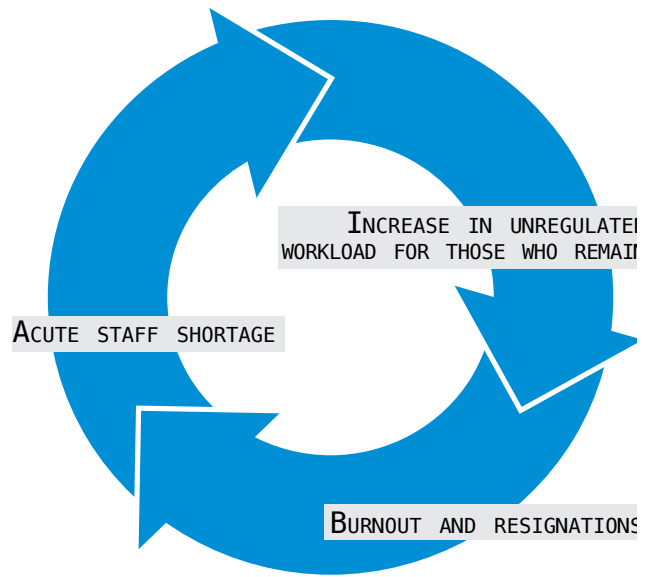 Increase in unregulated
workload for those who remain
Acute staff shortage
Burnout and resignations